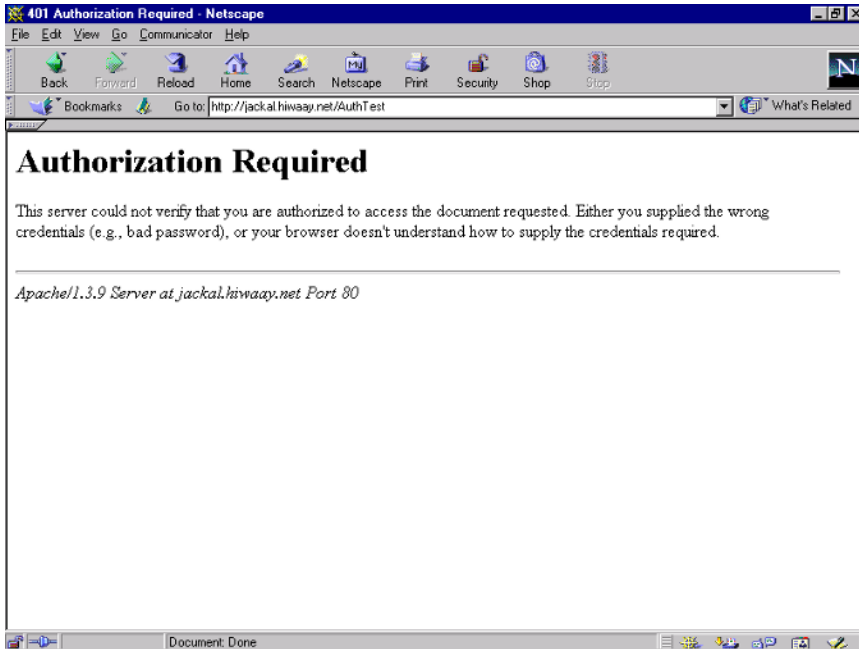 401 Authorization Required - Netscape
File Edit View Go Communicator Help
My
N
Back Forward Reload Home Search Netscape Print Security Shop Stop
Bookmarks Go to: http://jackal.hiwaay.net/AuthTest What's Related
Authorization Required
This server could not verify that you are authorized to access the document requested. Either you supplied the wrong
credentials (e.g., bad password), or your browser doesn't understand how to supply the credentials required.
Apache/1.3.9 Server at jackal.hiwaay.net Port 80
Document: Done